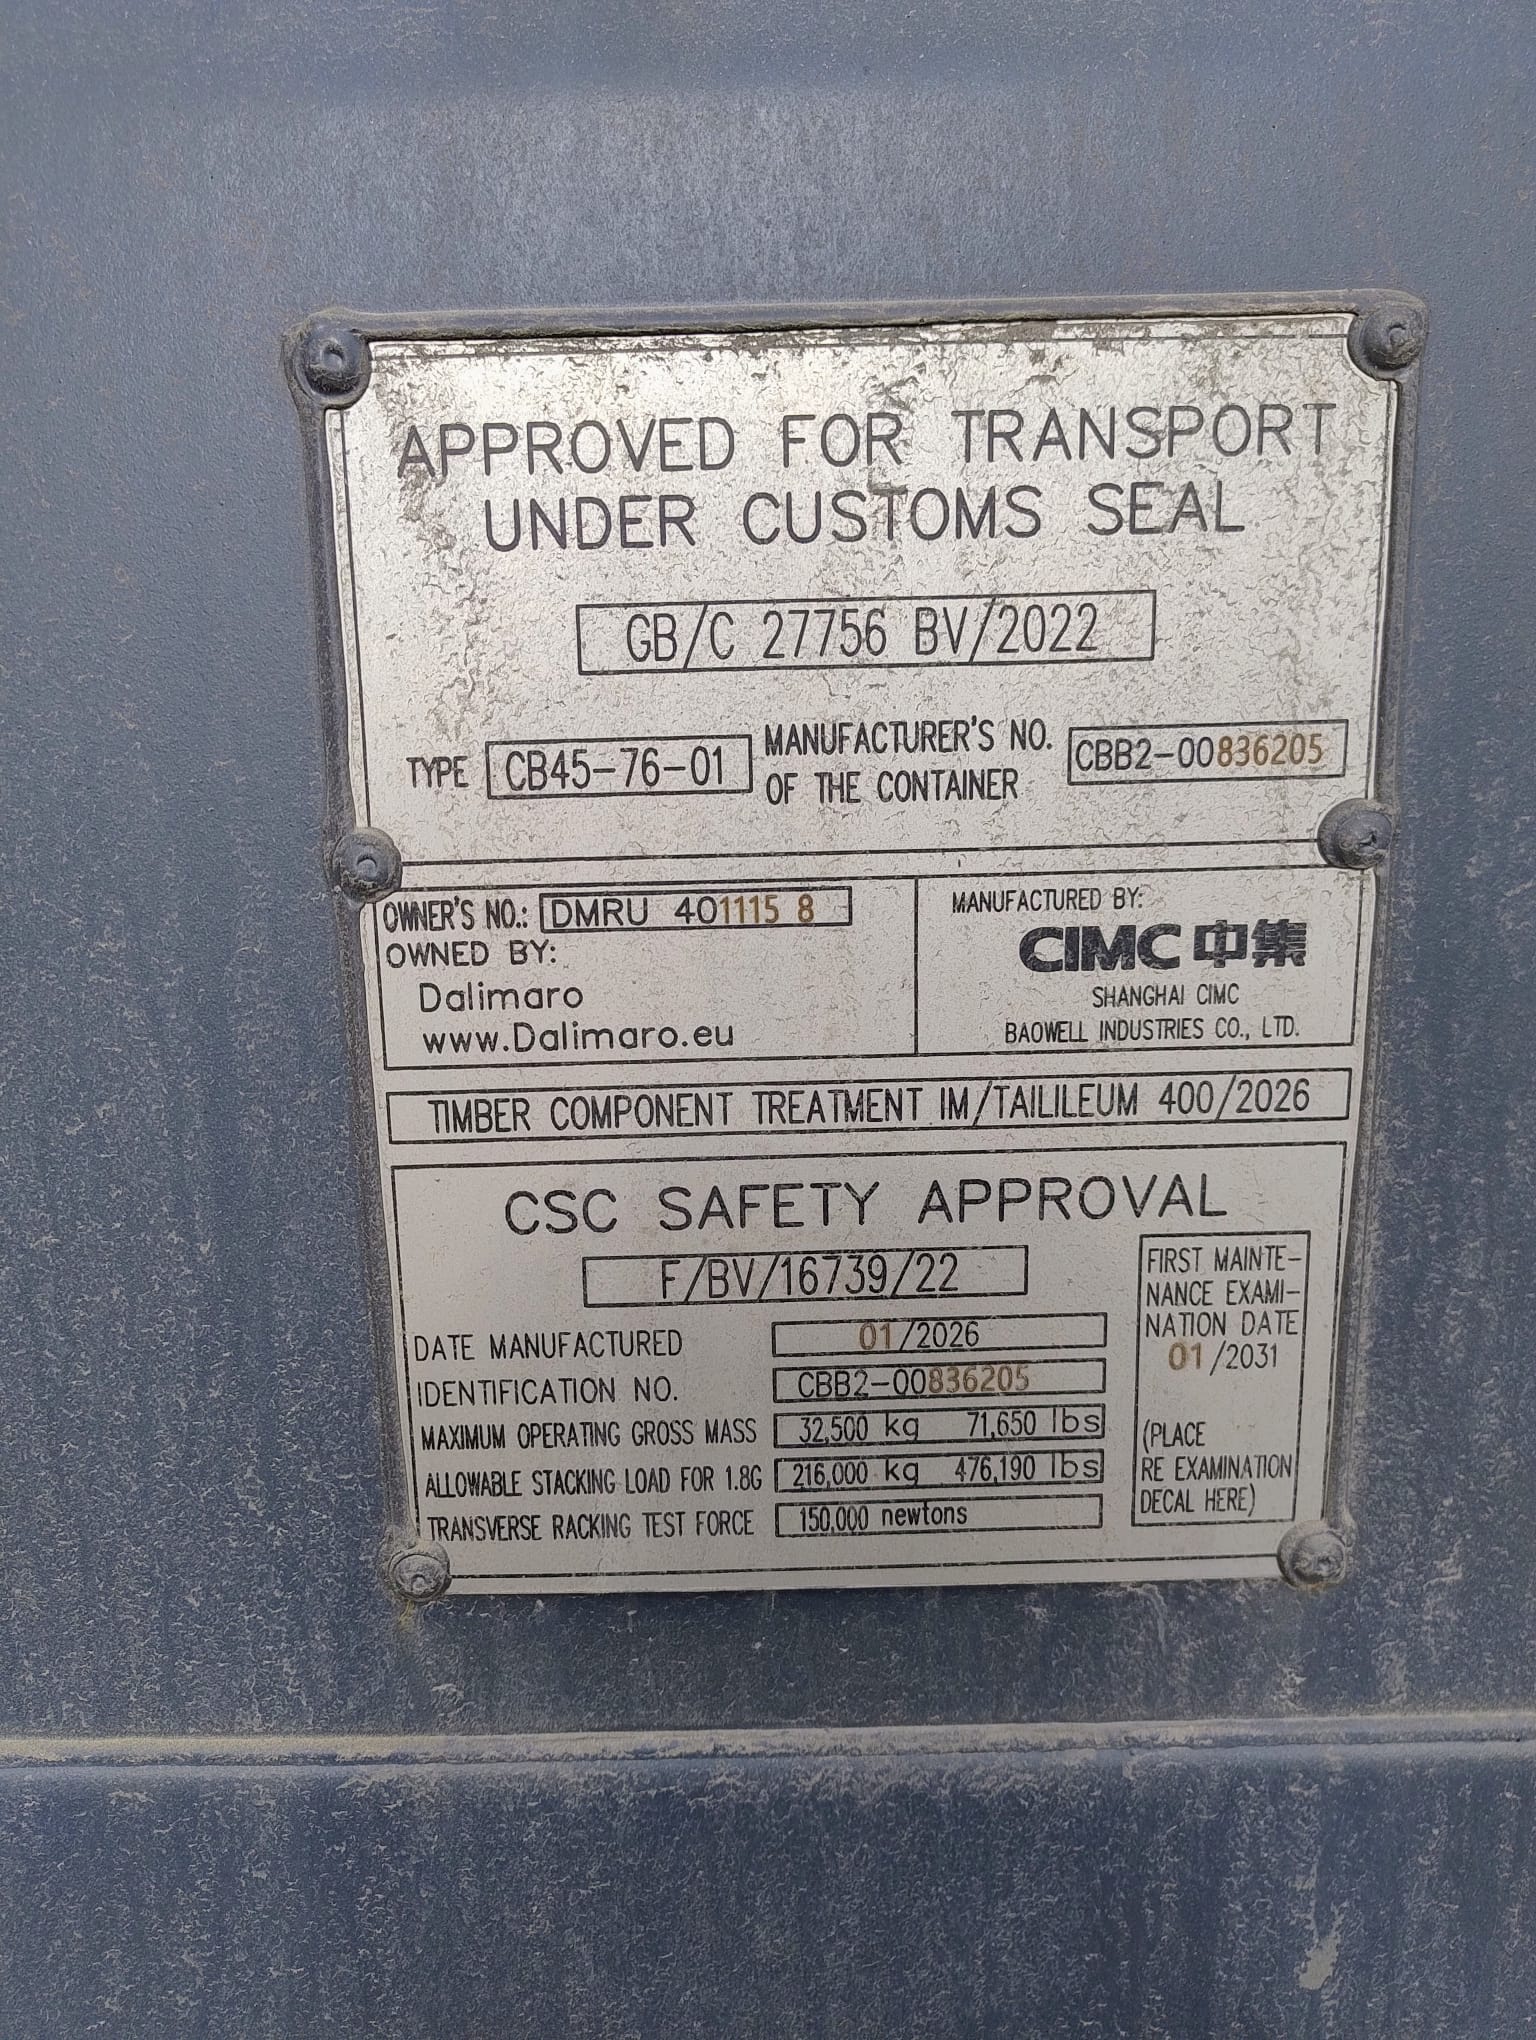 APPROVED FOR TRANSPORT
UNDER CUSTOMS SEAL
GB/C 27756 BV/2022
TYPE CB45-76-01 MANUFACTURER'S NO. OF THE CONTAINER CBB2-00836205
OWNER'S NO.: DMRU 401115 8
OWNED BY:
Dalimaro
www.Dalimaro.eu
MANUFACTURED BY:
CIMC 中集
SHANGHAI CIMC
BAOWELL INDUSTRIES CO., LTD.
TIMBER COMPONENT TREATMENT IM/TAILILEUM 400/2026
CSC SAFETY APPROVAL
F/BV/16739/22
DATE MANUFACTURED 01/2026
IDENTIFICATION NO. CBB2-00836205
MAXIMUM OPERATING GROSS MASS 32,500 kg 71,650 lbs
ALLOWABLE STACKING LOAD FOR 1.8G 216,000 kg 476,190 lbs
TRANSVERSE RACKING TEST FORCE 150,000 newtons
FIRST MAINTE-
NANCE EXAMI-
NATION DATE
01/2031
(PLACE
RE EXAMINATION
DECAL HERE)